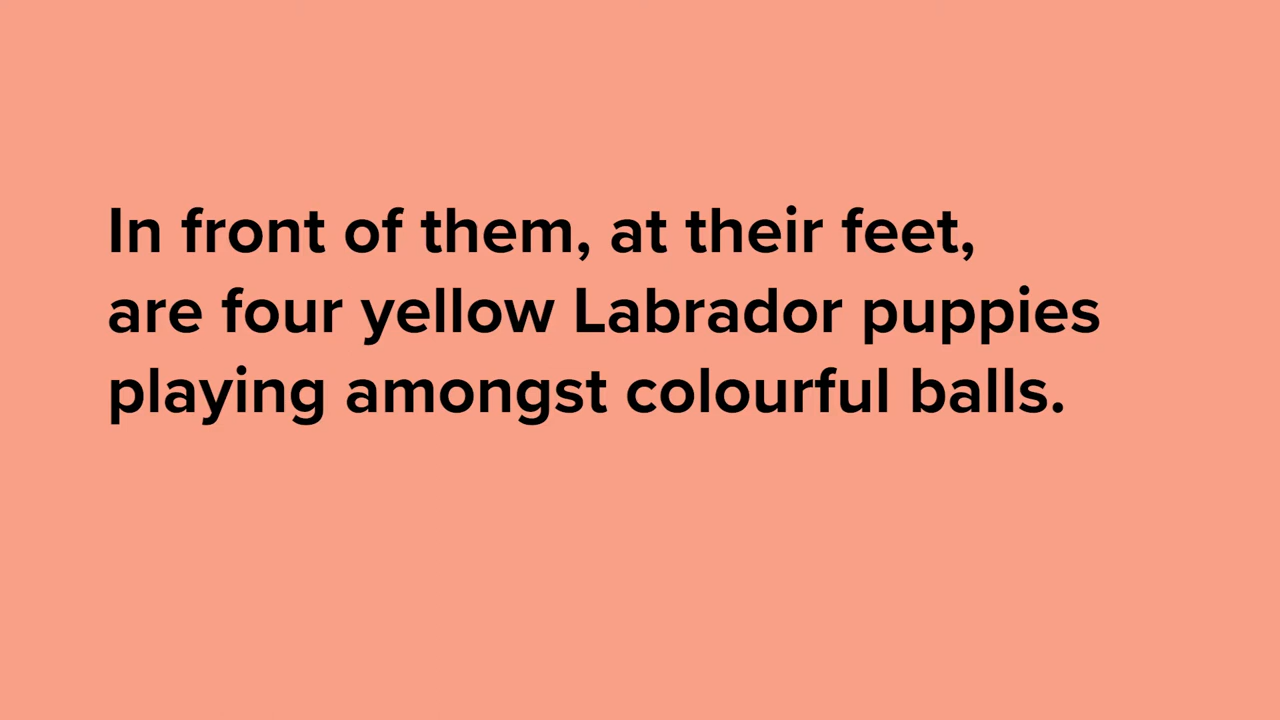 In front of them, at their feet,
are four yellow Labrador puppies
playing amongst colourful balls.